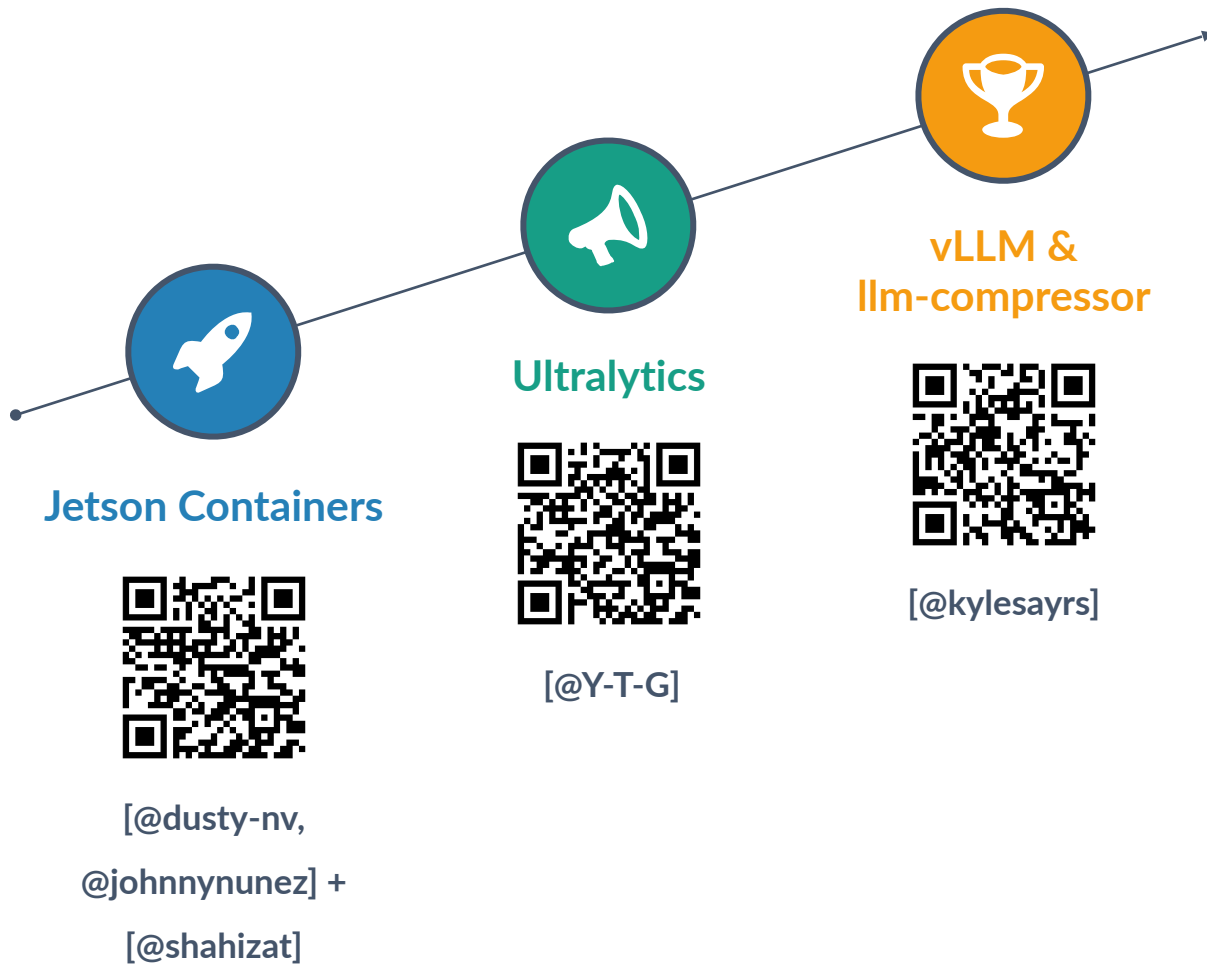 Jetson Containers
[@dusty-nv,
@johnnynunez] +
[@shahizat]
Ultralytics
[@Y-T-G]
vLLM &
llm-compressor
[@kylesayrs]